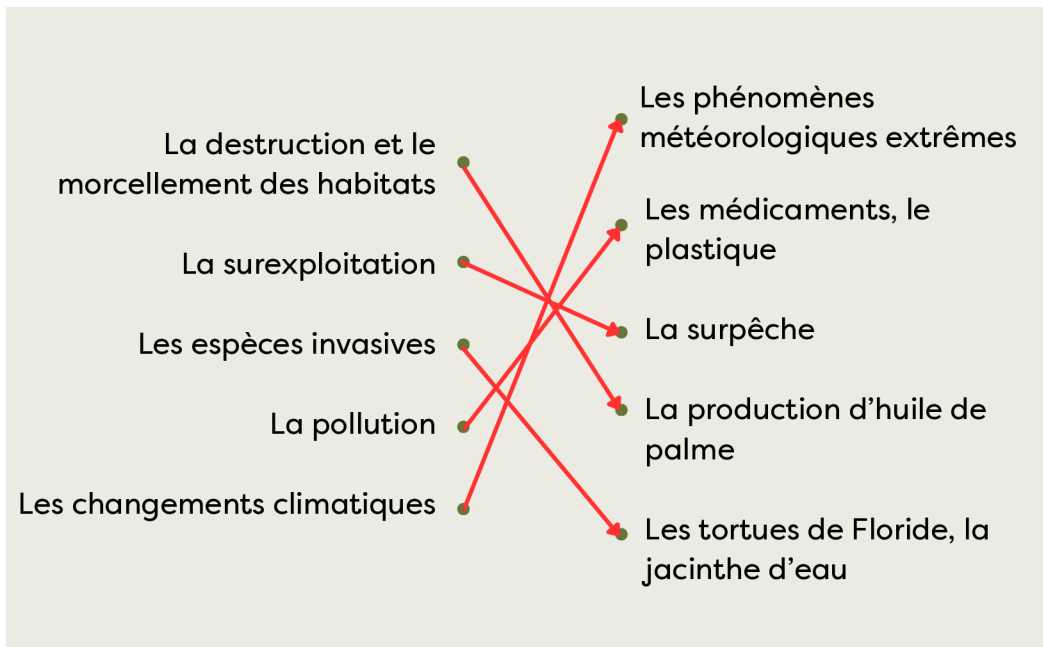 La destruction et le
morcellement des habitats
La surexploitation
Les espèces invasives
La pollution
Les changements climatiques
Les phénomènes
météorologiques extrêmes
Les médicaments, le
plastique
La surpêche
La production d'huile de
palme
Les tortues de Floride, la
jacinthe d'eau